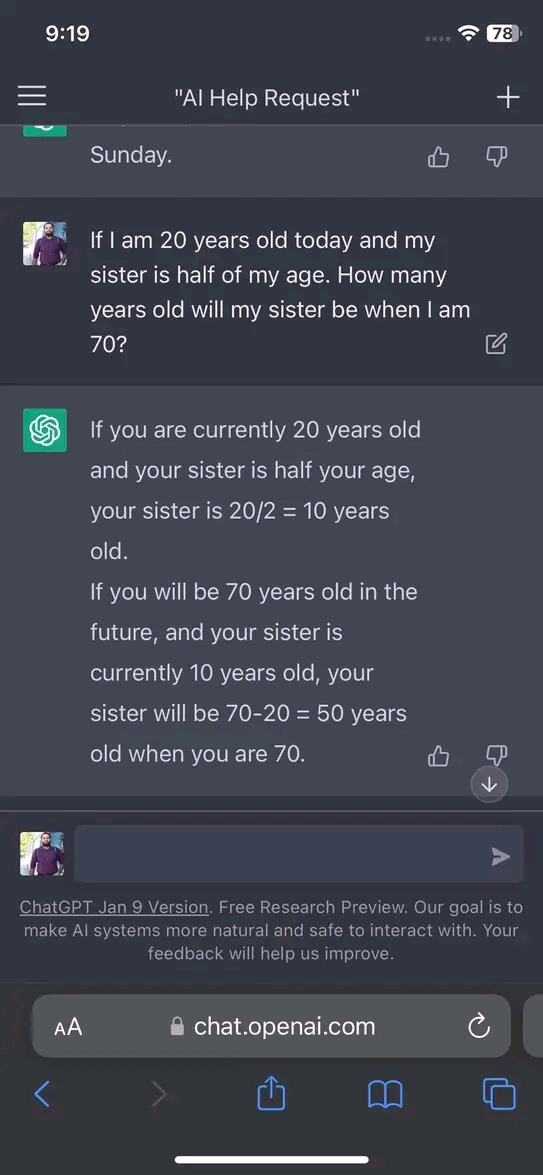 9:19
78
"AI Help Request"
Sunday.
If I am 20 years old today and my
sister is half of my age. How many
years old will my sister be when I am
70?
If you are currently 20 years old
and your sister is half your age,
your sister is 20/2 = 10 years
old.
If you will be 70 years old in the
future, and your sister is
currently 10 years old, your
sister will be 70-20 = 50 years
old when you are 70.
ChatGPT Jan 9 Version. Free Research Preview. Our goal is to
make AI systems more natural and safe to interact with. Your
feedback will help us improve.
AA chat.openai.com